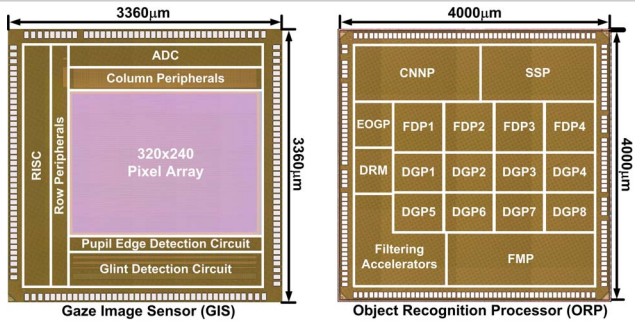 3360μm
4000μm
ADC
Column Peripherals
RISC
Row Peripherals
320x240
Pixel Array
3360μm
Pupil Edge Detection Circuit
Glint Detection Circuit
Gaze Image Sensor (GIS)
CNNP
SSP
EOGP
FDP1
FDP2
FDP3
FDP4
DRM
DGP1
DGP2
DGP3
DGP4
DGP5
DGP6
DGP7
DGP8
Filtering
Accelerators
FMP
4000μm
Object Recognition Processor (ORP)